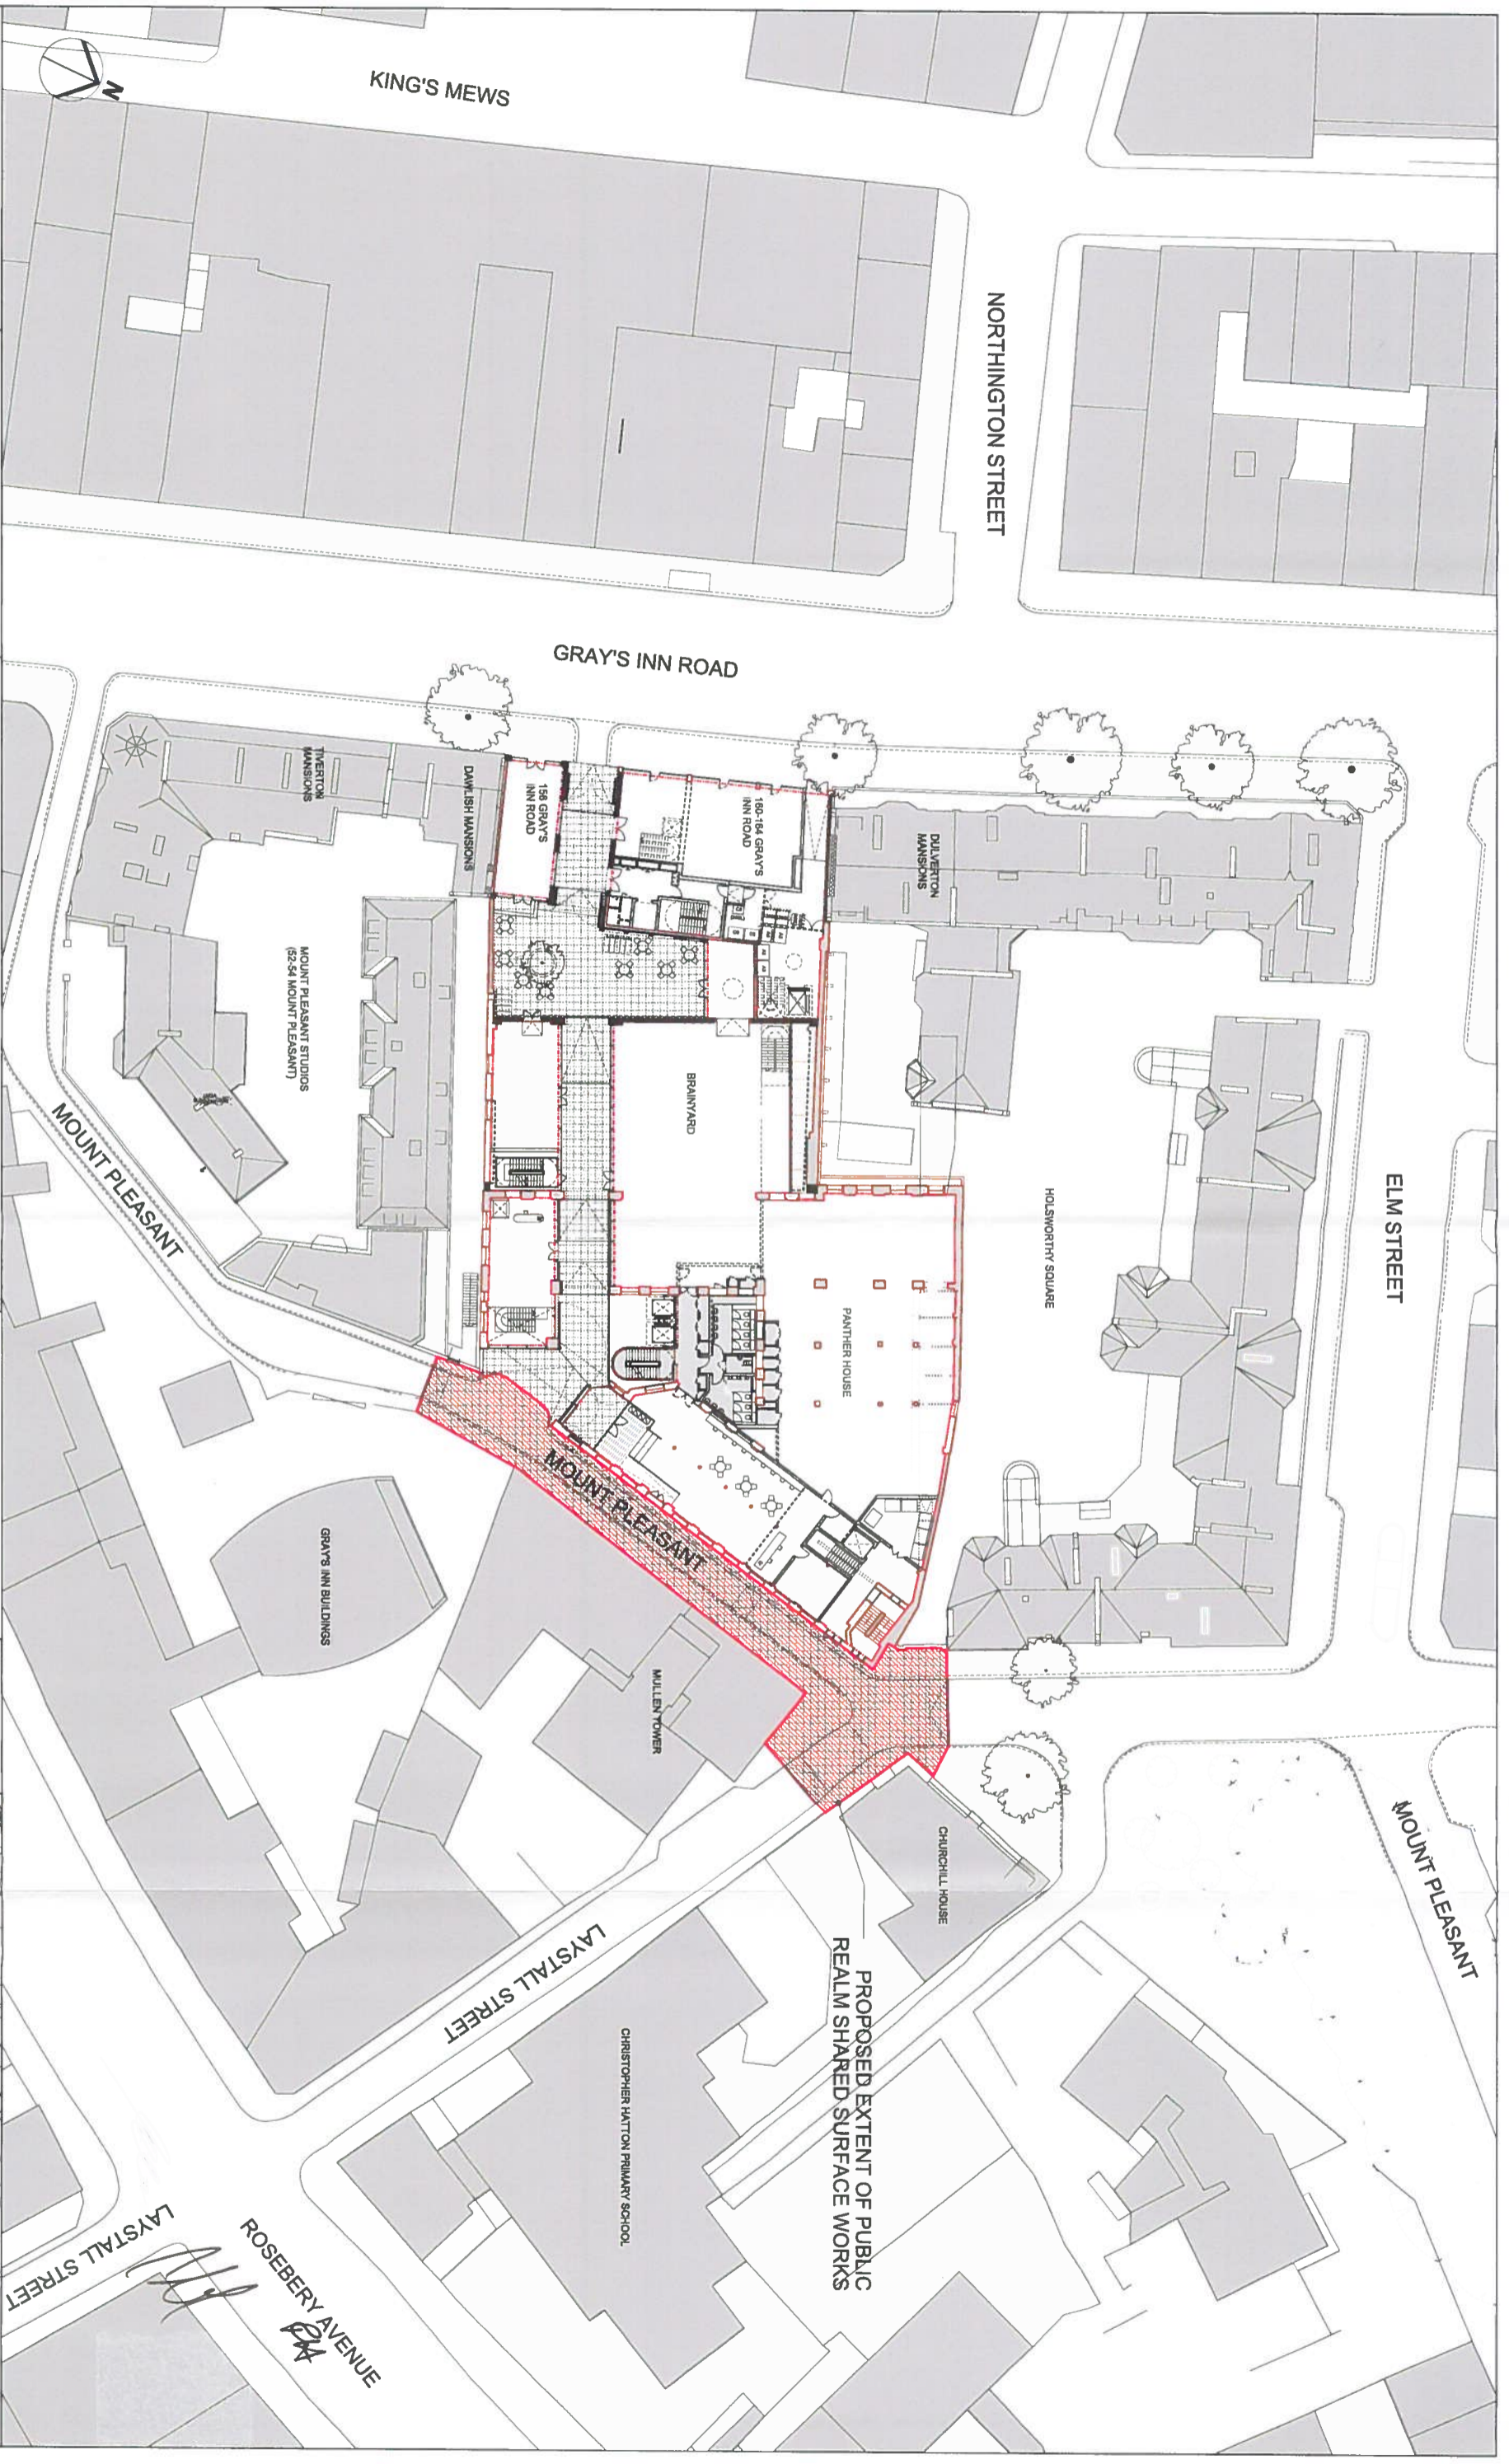 N
KING'S MEWS
NORTHINGTON STREET
GRAY'S INN ROAD
ELM STREET
TIVERTON
MANSIONS
DAWLISH MANSIONS
156 GRAY'S
INN ROAD
160-164 GRAY'S
INN ROAD
DULVERTON
MANSIONS
MOUNT PLEASANT STUDIOS
(52-54 MOUNT PLEASANT)
BRAINYARD
HOLSWORTHY SQUARE
PANTHER HOUSE
MOUNT PLEASANT
MOUNT PLEASANT
GRAY'S INN BUILDINGS
MULLEN TOWER
CHURCHILL HOUSE
MOUNT PLEASANT
PROPOSED EXTENT OF PUBLIC
REALM SHARED SURFACE WORKS
LAYSTALL STREET
CHRISTOPHER HATTON PRIMARY SCHOOL
ROSEBERY AVENUE
LAYSTALL STREET